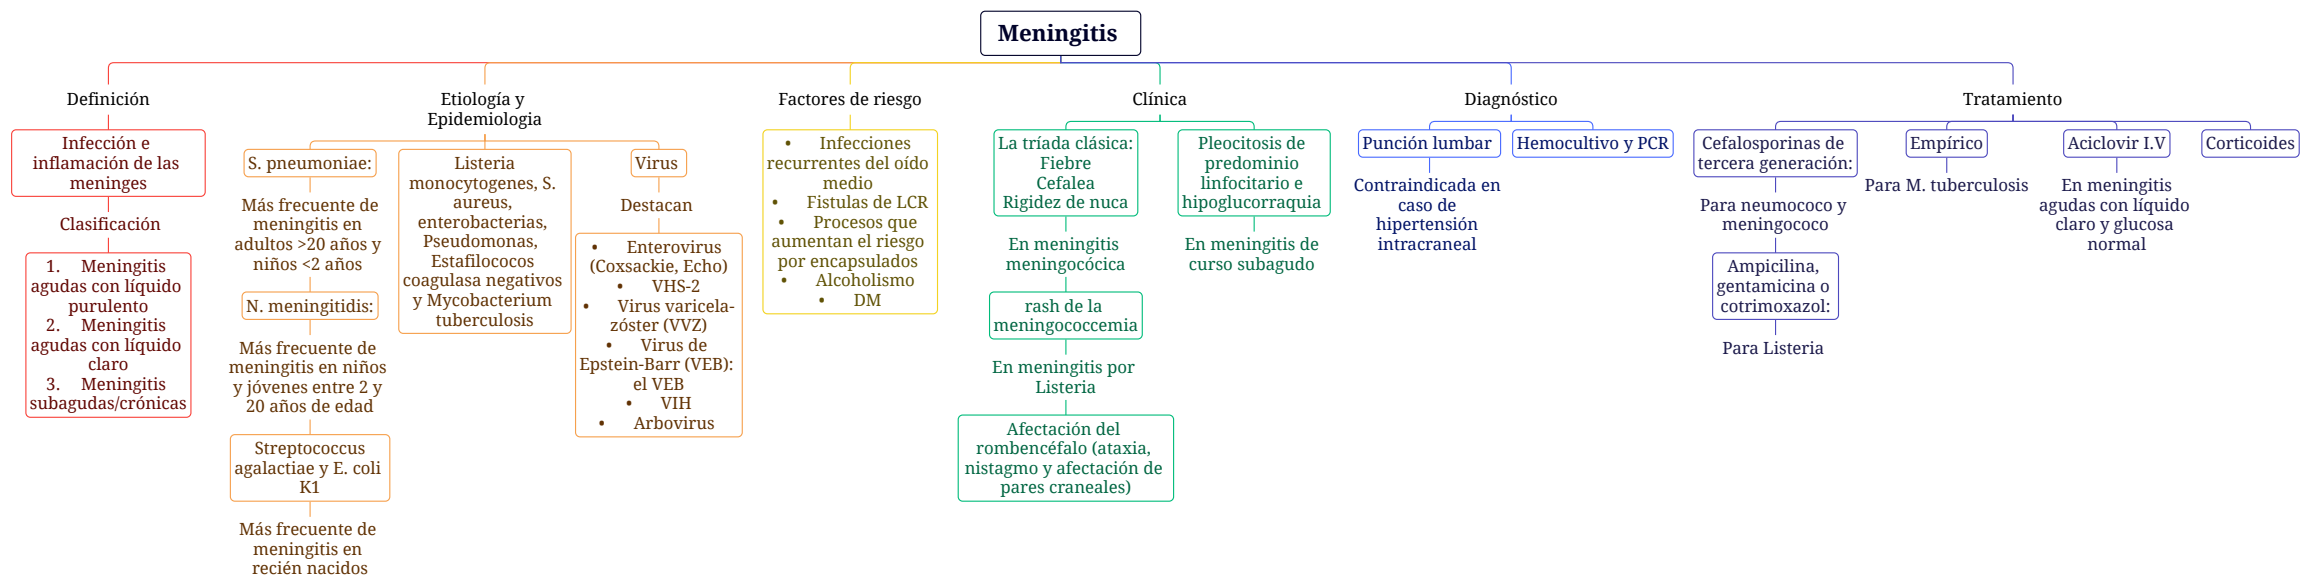 Meningitis
Definición
Infección e
inflamación de las
meninges
Clasificación
1. Meningitis
agudas con líquido
purulento
2. Meningitis
agudas con líquido
claro
3. Meningitis
subagudas/crónicas
Etiología y
Epidemiologia
S. pneumoniae:
Más frecuente de
meningitis en
adultos >20 años y
niños <2 años
N. meningitidis:
Más frecuente de
meningitis en niños
y jóvenes entre 2 y
20 años de edad
Streptococcus
agalactiae y E. coli
K1
Más frecuente de
meningitis en
recién nacidos
Listeria
monocytogenes, S.
aureus,
enterobacterias,
Pseudomonas,
Estafilococos
coagulasa negativos
y Mycobacterium
tuberculosis
Virus
Destacan
• Enterovirus
(Coxsackie, Echo)
• VHS-2
• Virus varicela-
zóster (VVZ)
• Virus de
Epstein-Barr (VEB):
el VEB
• VIH
• Arbovirus
Factores de riesgo
• Infecciones
recurrentes del oído
medio
• Fistulas de LCR
• Procesos que
aumentan el riesgo
por encapsulados
• Alcoholismo
• DM
Clínica
La tríada clásica:
Fiebre
Cefalea
Rigidez de nuca
En meningitis
meningocócica
rash de la
meningococcemia
En meningitis por
Listeria
Afectación del
rombencéfalo (ataxia,
nistagmo y afectación de
pares craneales)
Pleocitosis de
predominio
linfocitario e
hipoglucorraquia
En meningitis de
curso subagudo
Diagnóstico
Punción lumbar
Contraindicada en
caso de
hipertensión
intracraneal
Hemocultivo y PCR
Tratamiento
Cefalosporinas de
tercera generación:
Para neumococo y
meningococo
Ampicilina,
gentamicina o
cotrimoxazol:
Para Listeria
Empírico
Para M. tuberculosis
Aciclovir I.V
En meningitis
agudas con líquido
claro y glucosa
normal
Corticoides